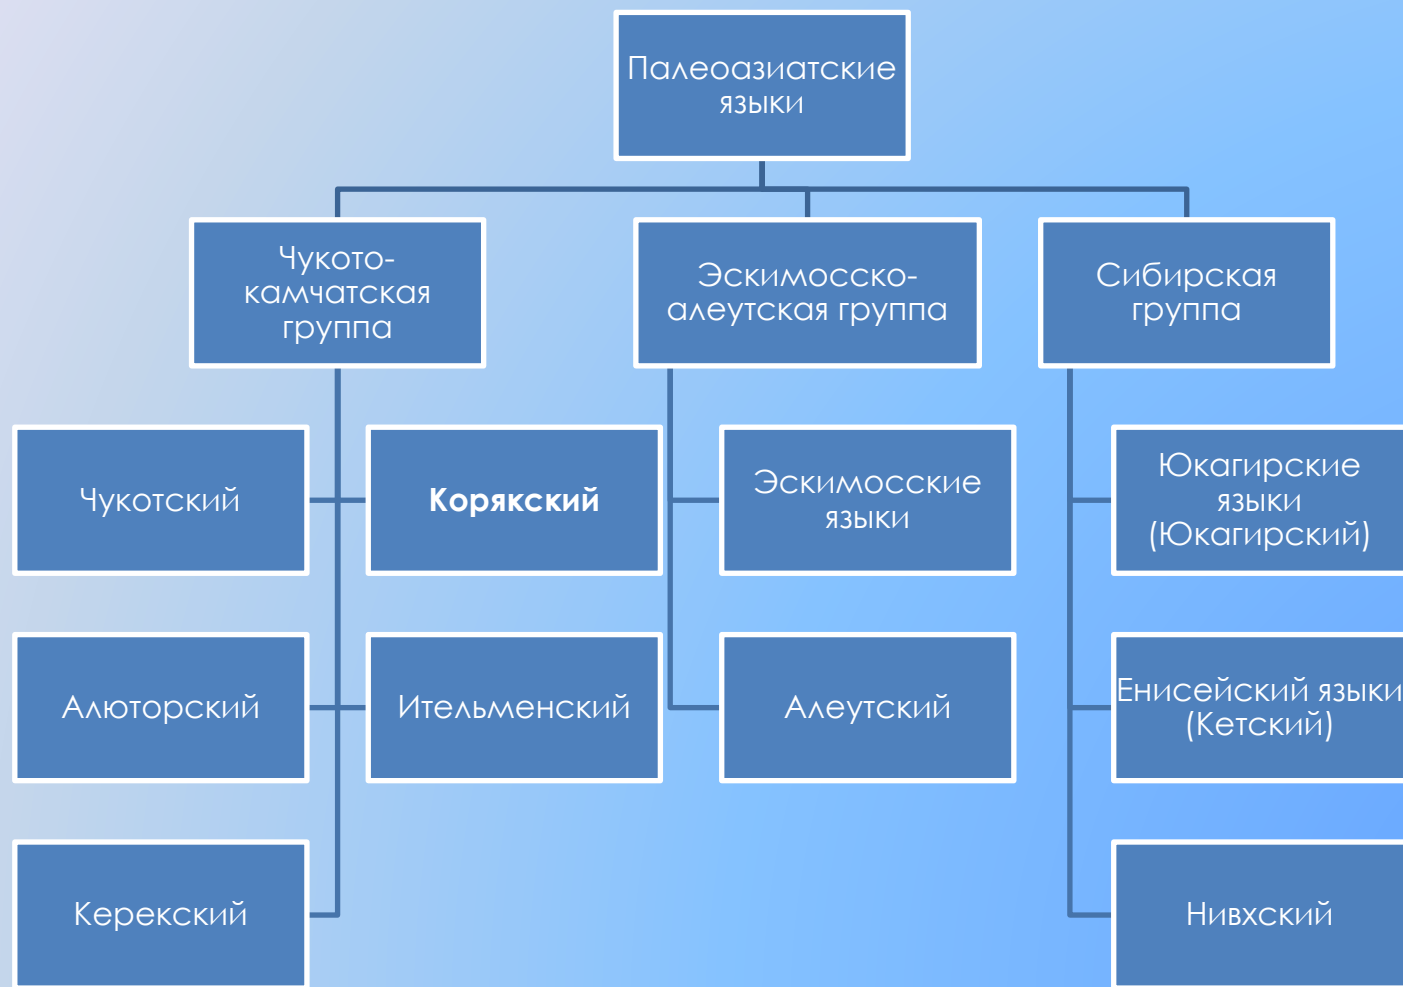 Палеоазиатские
языки
Чукото-
камчатская
группа
Эскимосско-
алеутская группа
Сибирская
группа
Чукотский
Корякский
Эскимосские
языки
Юкагирские
языки
(Юкагирский)
Алюторский
Ительменский
Алеутский
Енисейский языки
(Кетский)
Керекский
Нивхский